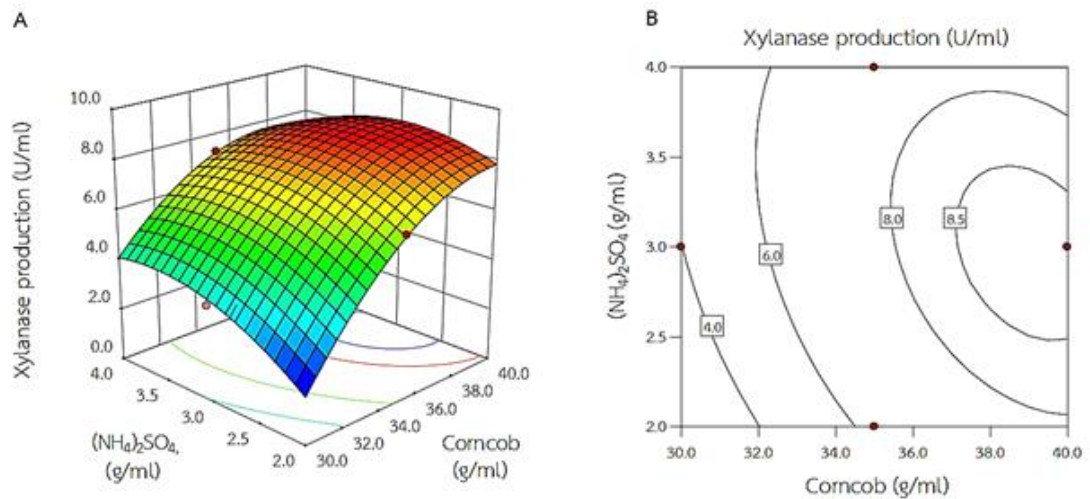 A
Xylanase production (U/ml)
10.0
8.0
6.0
4.0
2.0
0.0
4.0
3.5
3.0
2.5
2.0
(NH₄)₂SO₄,
(g/ml)
30.0
32.0
34.0
36.0
38.0
40.0
Corncob
(g/ml)
B
Xylanase production (U/ml)
(NH₄)₂SO₄ (g/ml)
4.0
3.5
3.0
2.5
2.0
4.0
6.0
8.0
8.5
30.0 32.0 34.0 36.0 38.0 40.0
Corncob (g/ml)